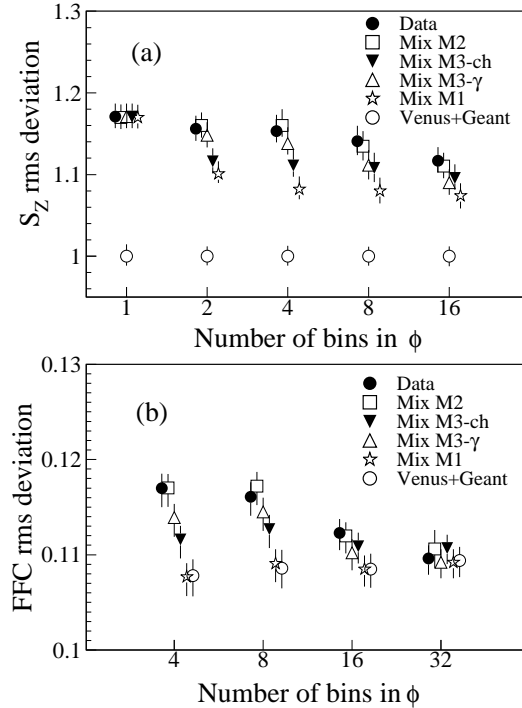 1.3
(a)
Data
Mix M2
Mix M3-ch
Mix M3-γ
Mix M1
Venus+Geant
1.2
1.1
1
S_Z rms deviation
1 2 4 8 16
Number of bins in ϕ
0.13
(b)
Data
Mix M2
Mix M3-ch
Mix M3-γ
Mix M1
Venus+Geant
0.12
0.11
0.1
FFC rms deviation
4 8 16 32
Number of bins in ϕ